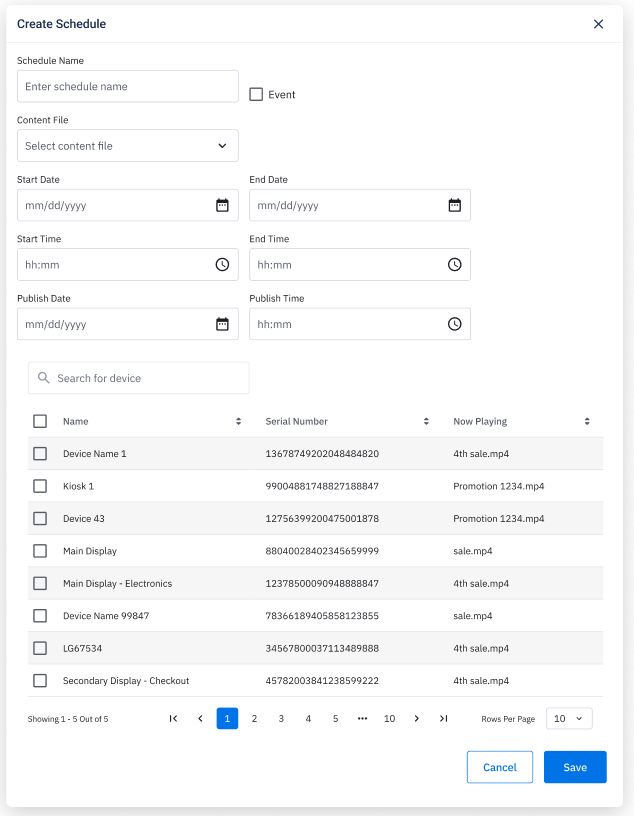 Create Schedule
Schedule Name
Enter schedule name
Event
Content File
Select content file
Start Date End Date
mm/dd/yyyy mm/dd/yyyy
Start Time End Time
hh:mm hh:mm
Publish Date Publish Time
mm/dd/yyyy hh:mm
Search for device
Name Serial Number Now Playing
Device Name 1 13678749202048484820 4th sale.mp4
Kiosk 1 99004881748827188847 Promotion 1234.mp4
Device 43 12756399200475001878 Promotion 1234.mp4
Main Display 88040028402345659999 sale.mp4
Main Display - Electronics 12378500090948888847 4th sale.mp4
Device Name 99847 78366189405858123855 sale.mp4
LG67534 34567800037113489888 4th sale.mp4
Secondary Display - Checkout 45782003841238599222 4th sale.mp4
Showing 1 - 5 Out of 5 1 2 3 4 5 ••• 10 Rows Per Page 10
Cancel Save